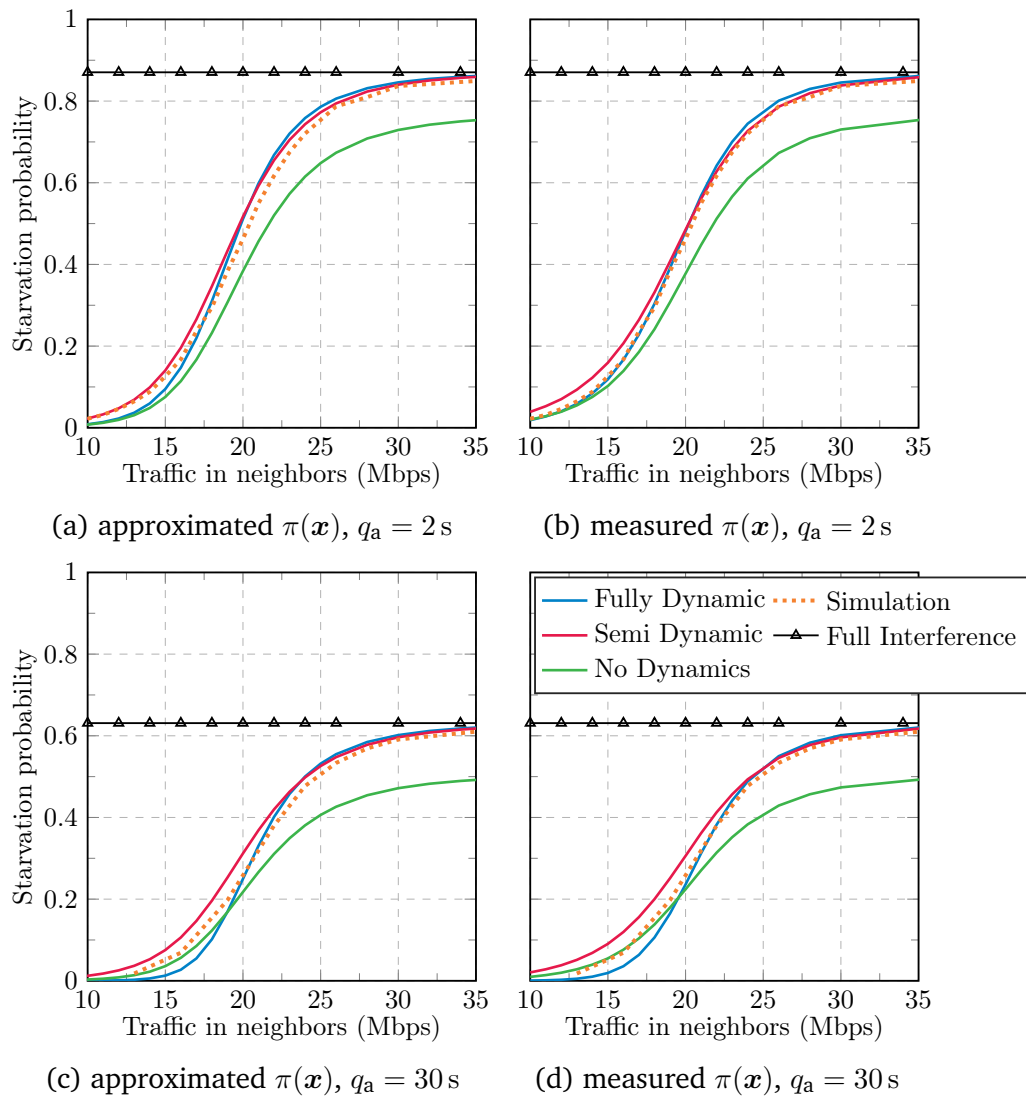 1
0.8
0.6
0.4
0.2
0
Starvation probability
10 15 20 25 30 35
Traffic in neighbors (Mbps)
(a) approximated π(x), qa = 2 s
10 15 20 25 30 35
Traffic in neighbors (Mbps)
(b) measured π(x), qa = 2 s
1
0.8
0.6
0.4
0.2
0
Starvation probability
10 15 20 25 30 35
Traffic in neighbors (Mbps)
(c) approximated π(x), qa = 30 s
Fully Dynamic Simulation
Semi Dynamic Full Interference
No Dynamics
10 15 20 25 30 35
Traffic in neighbors (Mbps)
(d) measured π(x), qa = 30 s